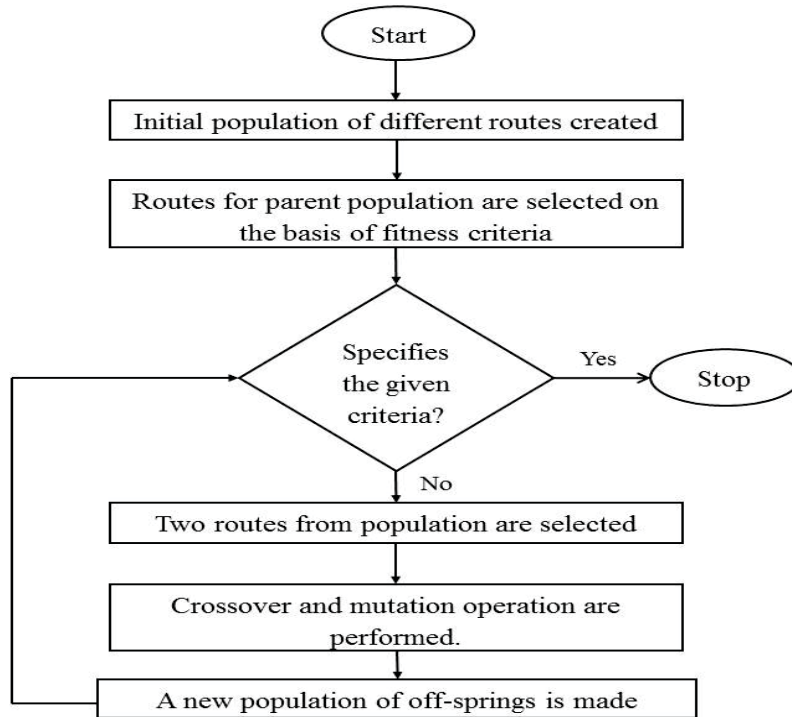 Start
Initial population of different routes created
Routes for parent population are selected on
the basis of fitness criteria
Specifies
the given
criteria?
Yes
Stop
No
Two routes from population are selected
Crossover and mutation operation are
performed.
A new population of off-springs is made